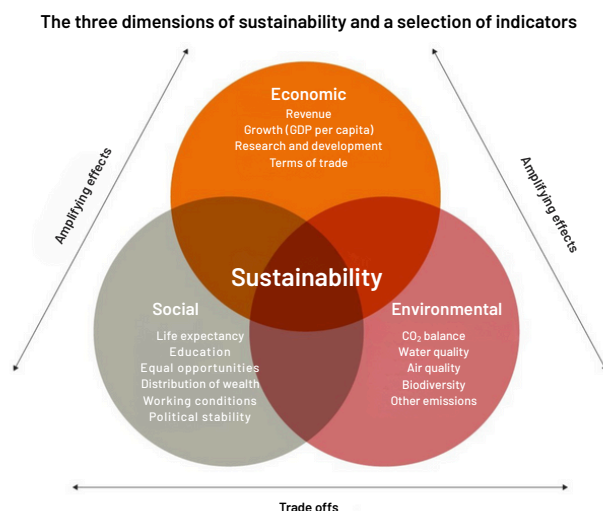 The three dimensions of sustainability and a selection of indicators
Economic
Revenue
Growth (GDP per capita)
Research and development
Terms of trade
Amplifying effects
Amplifying effects
Sustainability
Social
Life expectancy
Education
Equal opportunities
Distribution of wealth
Working conditions
Political stability
Environmental
CO₂ balance
Water quality
Air quality
Biodiversity
Other emissions
Trade offs